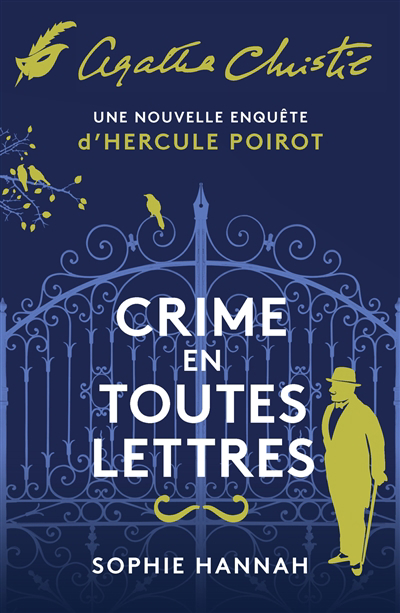 Agatha Christie
UNE NOUVELLE ENQUÊTE
d'HERCULE POIROT
CRIME
EN
TOUTES
LETTRES
SOPHIE HANNAH